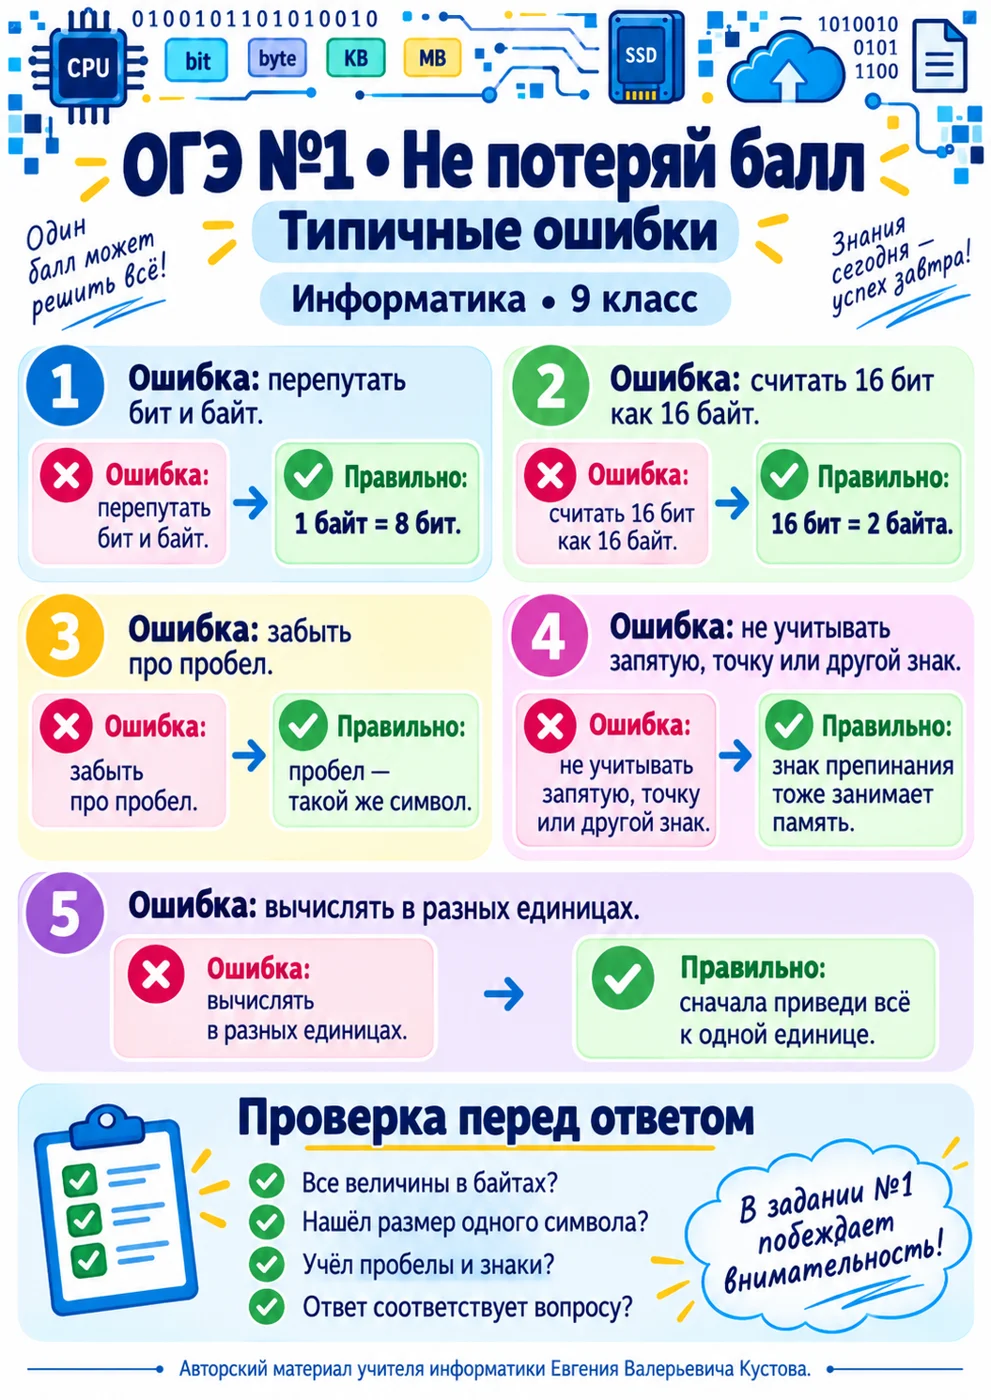 0100101101010010
CPU
bit
byte
KB
MB
SSD
1010010
0101
1100
ОГЭ №1 • Не потеряй балл
Типичные ошибки
Информатика • 9 класс
Один
балл может
решить всё!
Знания
сегодня —
успех завтра!
1
Ошибка: перепутать
бит и байт.
Ошибка:
перепутать
бит и байт.
Правильно:
1 байт = 8 бит.
2
Ошибка: считать 16 бит
как 16 байт.
Ошибка:
считать 16 бит
как 16 байт.
Правильно:
16 бит = 2 байта.
3
Ошибка: забыть
про пробел.
Ошибка:
забыть
про пробел.
Правильно:
пробел —
такой же символ.
4
Ошибка: не учитывать
запятую, точку или другой знак.
Ошибка:
не учитывать
запятую, точку
или другой знак.
Правильно:
знак препинания
тоже занимает
память.
5
Ошибка: вычислять в разных единицах.
Ошибка:
вычислять
в разных единицах.
Правильно:
сначала приведи всё
к одной единице.
Проверка перед ответом
Все величины в байтах?
Нашёл размер одного символа?
Учёл пробелы и знаки?
Ответ соответствует вопросу?
В задании №1
побеждает
внимательность!
Авторский материал учителя информатики Евгения Валерьевича Кустова.